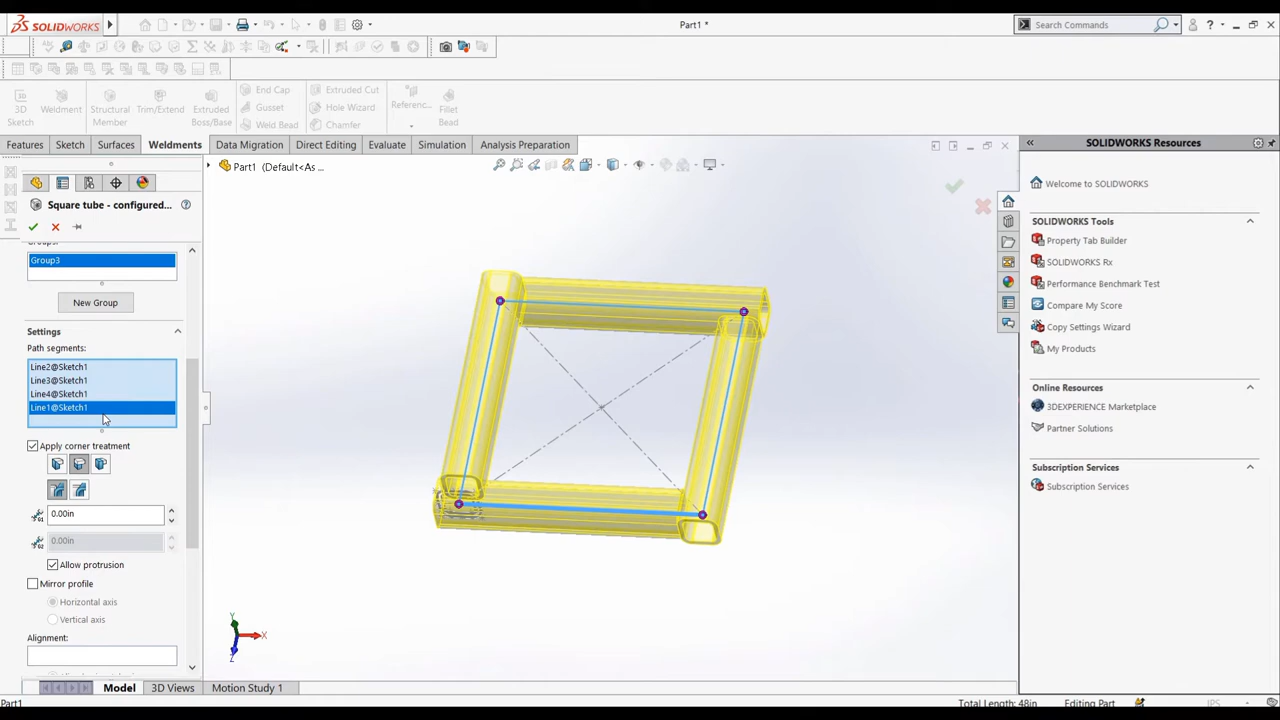 SOLIDWORKS
Part1 *
Search Commands
?
3D Sketch
Weldment
Structural Member
Trim/Extend
Extruded Boss/Base
End Cap
Gusset
Weld Bead
Extruded Cut
Hole Wizard
Chamfer
Referenc...
Fillet Bead
Features
Sketch
Surfaces
Weldments
Data Migration
Direct Editing
Evaluate
Simulation
Analysis Preparation
SOLIDWORKS Resources
Square tube - configured...
Part1 (Default<As ...
Group3
New Group
Settings
Path segments:
Line2@Sketch1
Line3@Sketch1
Line4@Sketch1
Line1@Sketch1
Apply corner treatment
0.00in
0.00in
Allow protrusion
Mirror profile
Horizontal axis
Vertical axis
Alignment:
Y
X
Z
Welcome to SOLIDWORKS
SOLIDWORKS Tools
Property Tab Builder
SOLIDWORKS Rx
Performance Benchmark Test
Compare My Score
Copy Settings Wizard
My Products
Online Resources
3DEXPERIENCE Marketplace
Partner Solutions
Subscription Services
Subscription Services
Model
3D Views
Motion Study 1
Part1
Total Length: 48in
Editing Part
IPS